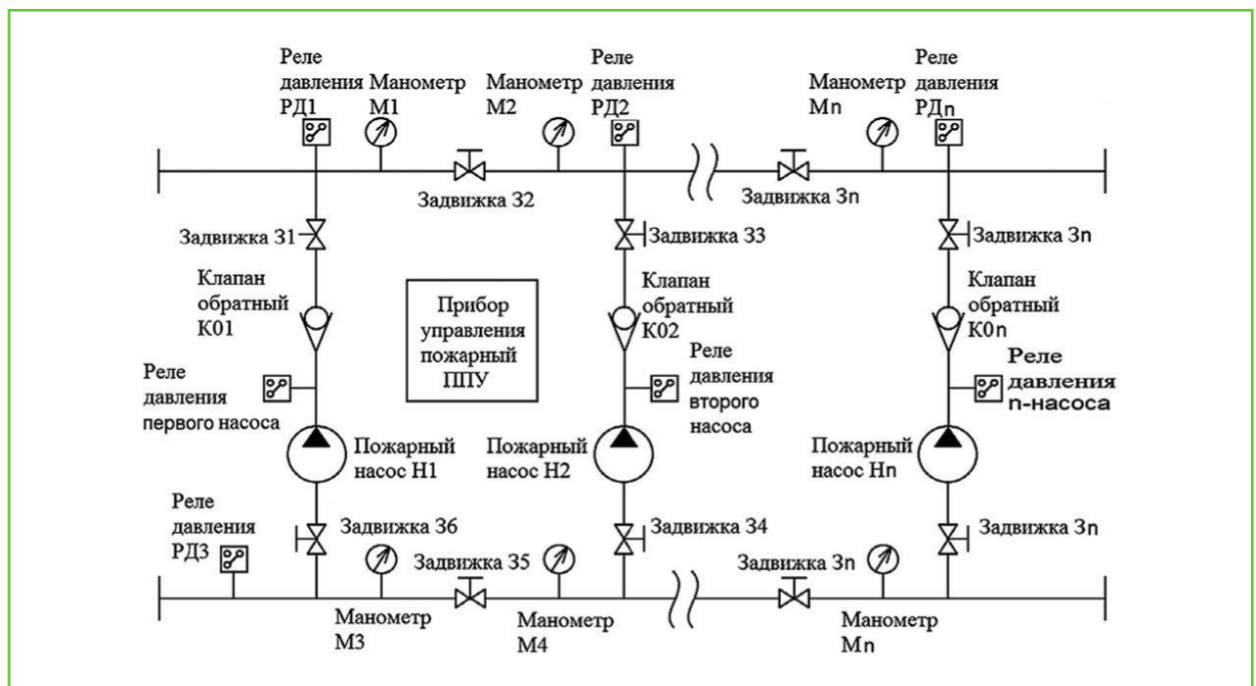 Реле
давления
РД1
Манометр
М1
Манометр
М2
Реле
давления
РД2
Манометр
Мn
Реле
давления
РДn
Задвижка З2
Задвижка Зn
Задвижка З1
Задвижка З3
Задвижка Зn
Клапан
обратный
К01
Прибор
управления
пожарный
ППУ
Клапан
обратный
К02
Клапан
обратный
К0n
Реле
давления
первого насоса
Реле
давления
второго
насоса
Реле
давления
n-насоса
Пожарный
насос Н1
Пожарный
насос Н2
Пожарный
насос Нn
Реле
давления
РД3
Задвижка З6
Задвижка З5
Задвижка З4
Задвижка Зn
Задвижка Зn
Манометр
М3
Манометр
М4
Манометр
Мn